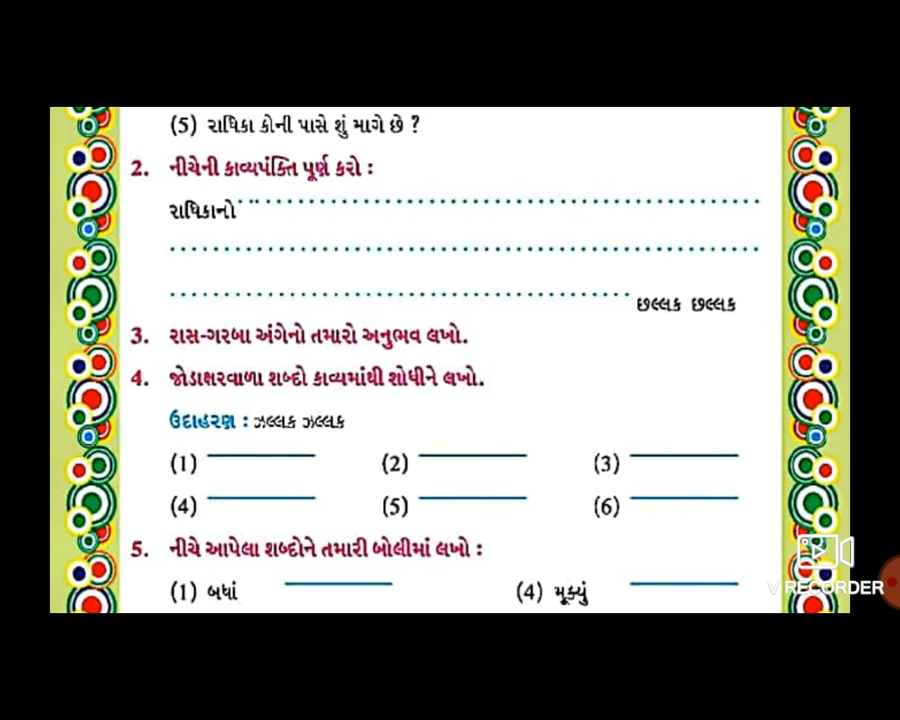 (5) રાધિકા કોની પાસે શું માગે છે ?
2. નીચેની કાવ્યપંક્તિ પૂર્ણ કરો :
રાધિકાનો
છલ્લક છલ્લક
3. રાસ-ગરબા અંગેનો તમારો અનુભવ લખો.
4. જોડાક્ષરવાળા શબ્દો કાવ્યમાંથી શોધીને લખો.
ઉદાહરણ : ઝલ્લક ઝલ્લક
(1) (2) (3)
(4) (5) (6)
5. નીચે આપેલા શબ્દોને તમારી બોલીમાં લખો :
(1) બધાં (4) મૂક્યું
V RECORDER